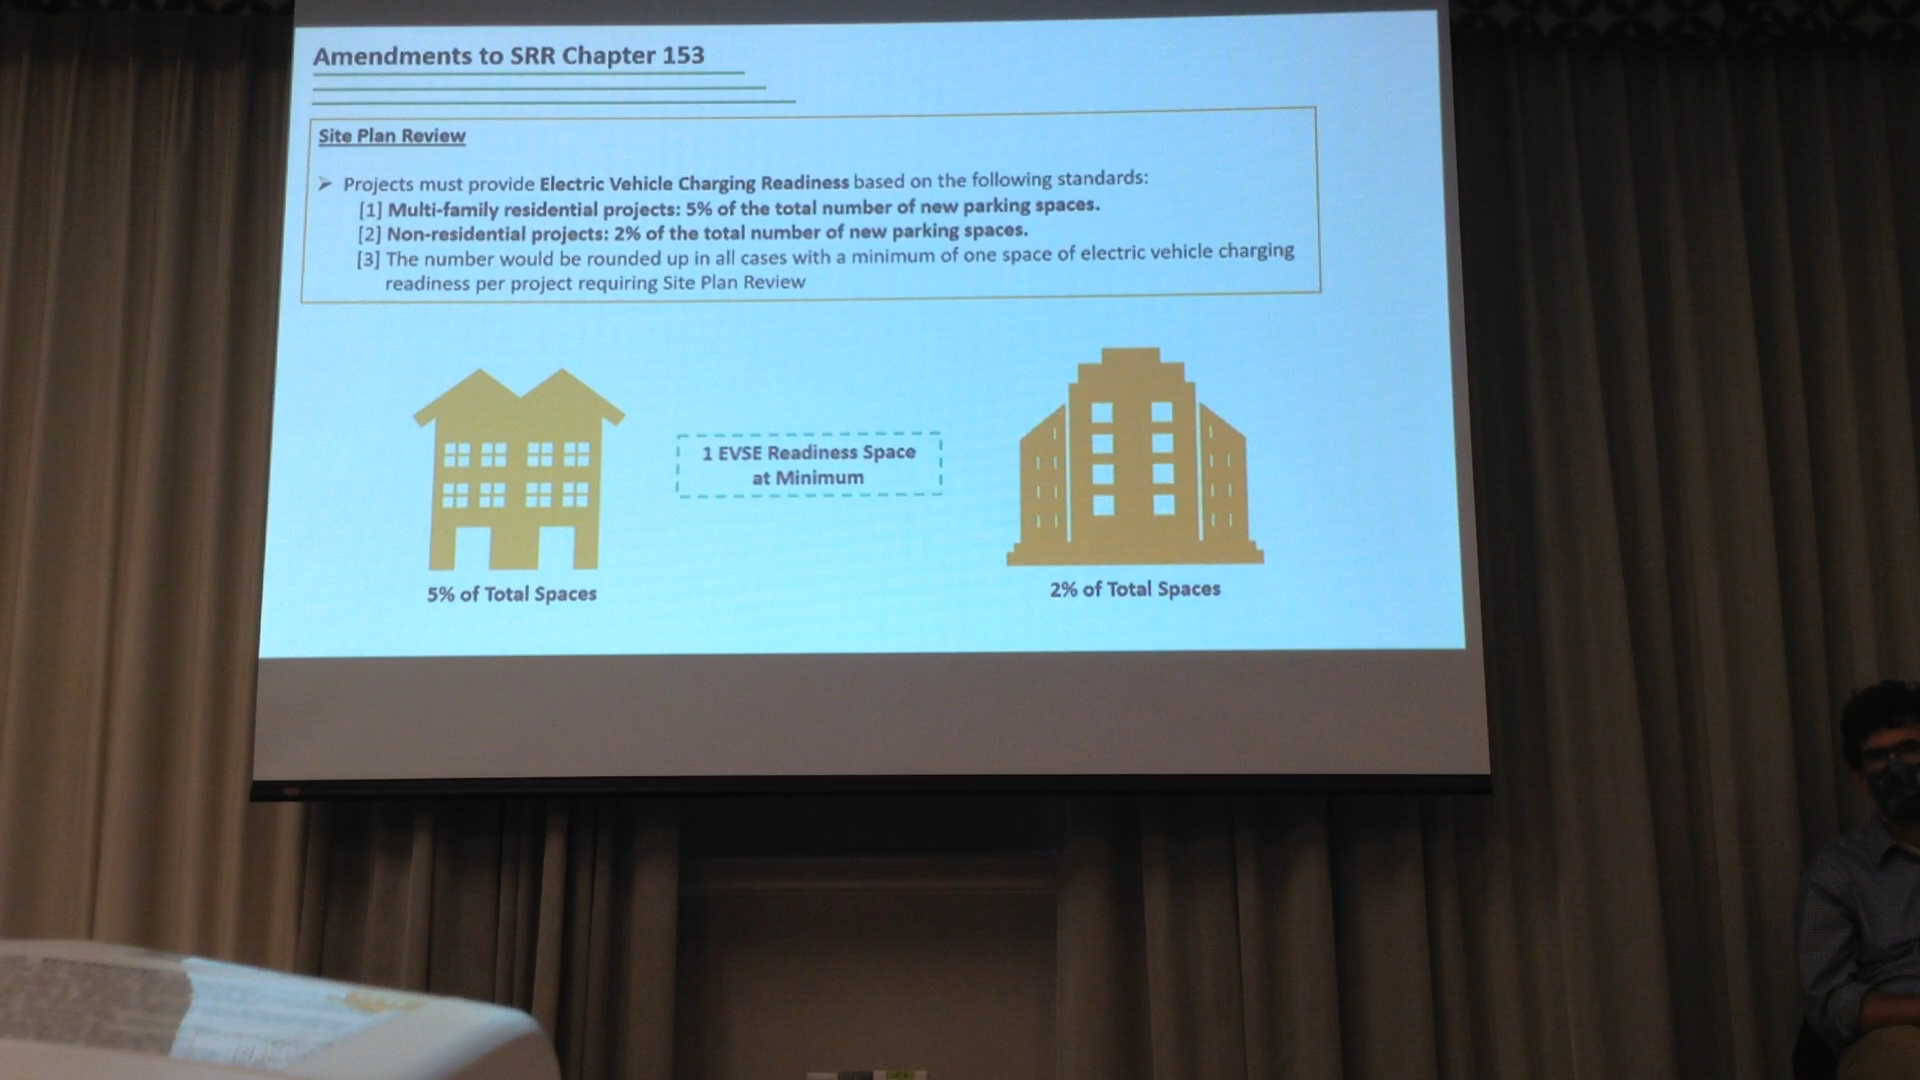 Amendments to SRR Chapter 153
Site Plan Review
➤ Projects must provide Electric Vehicle Charging Readiness based on the following standards:
[1] Multi-family residential projects: 5% of the total number of new parking spaces.
[2] Non-residential projects: 2% of the total number of new parking spaces.
[3] The number would be rounded up in all cases with a minimum of one space of electric vehicle charging
readiness per project requiring Site Plan Review
1 EVSE Readiness Space
at Minimum
5% of Total Spaces
2% of Total Spaces